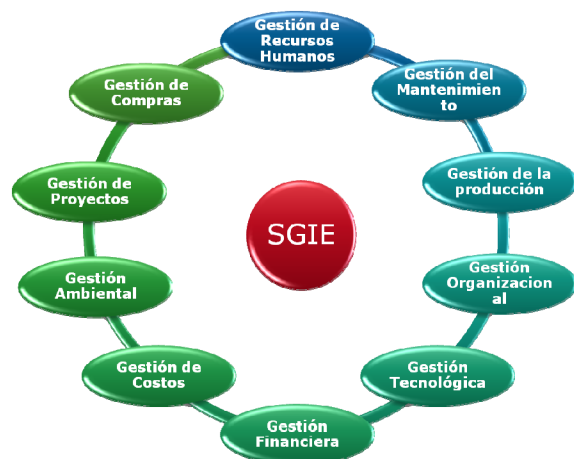 Gestión de
Recursos
Humanos
Gestión del
Mantenimien
to
Gestión de la
producción
Gestión
Organizacion
al
Gestión
Tecnológica
Gestión
Financiera
Gestión de
Costos
Gestión
Ambiental
Gestión de
Proyectos
Gestión de
Compras
SGIE